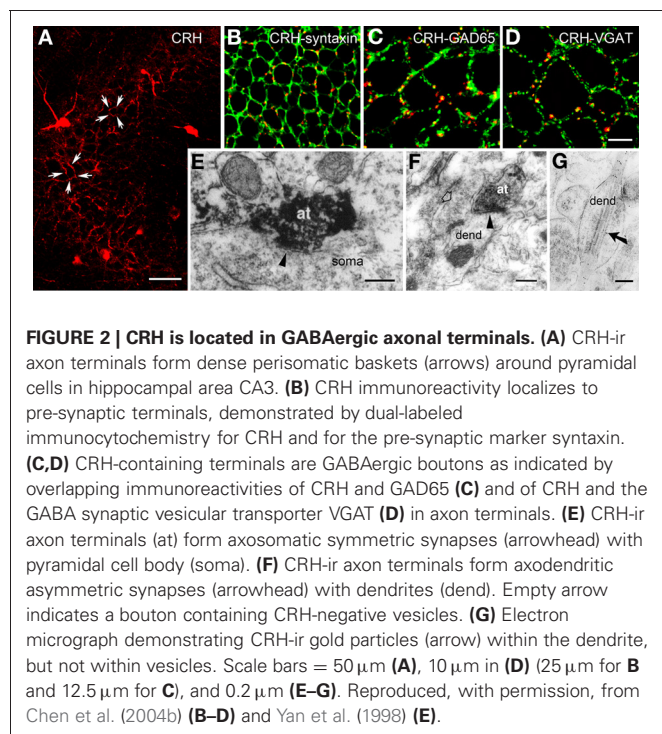 A CRH
B CRH-syntaxin
C CRH-GAD65
D CRH-VGAT
E at soma
F at dend
G dend
FIGURE 2 | CRH is located in GABAergic axonal terminals. (A) CRH-ir
axon terminals form dense perisomatic baskets (arrows) around pyramidal
cells in hippocampal area CA3. (B) CRH immunoreactivity localizes to
pre-synaptic terminals, demonstrated by dual-labeled
immunocytochemistry for CRH and for the pre-synaptic marker syntaxin.
(C,D) CRH-containing terminals are GABAergic boutons as indicated by
overlapping immunoreactivities of CRH and GAD65 (C) and of CRH and the
GABA synaptic vesicular transporter VGAT (D) in axon terminals. (E) CRH-ir
axon terminals (at) form axosomatic symmetric synapses (arrowhead) with
pyramidal cell body (soma). (F) CRH-ir axon terminals form axodendritic
asymmetric synapses (arrowhead) with dendrites (dend). Empty arrow
indicates a bouton containing CRH-negative vesicles. (G) Electron
micrograph demonstrating CRH-ir gold particles (arrow) within the dendrite,
but not within vesicles. Scale bars = 50 μm (A), 10 μm in (D) (25 μm for B
and 12.5 μm for C), and 0.2 μm (E–G). Reproduced, with permission, from
Chen et al. (2004b) (B–D) and Yan et al. (1998) (E).